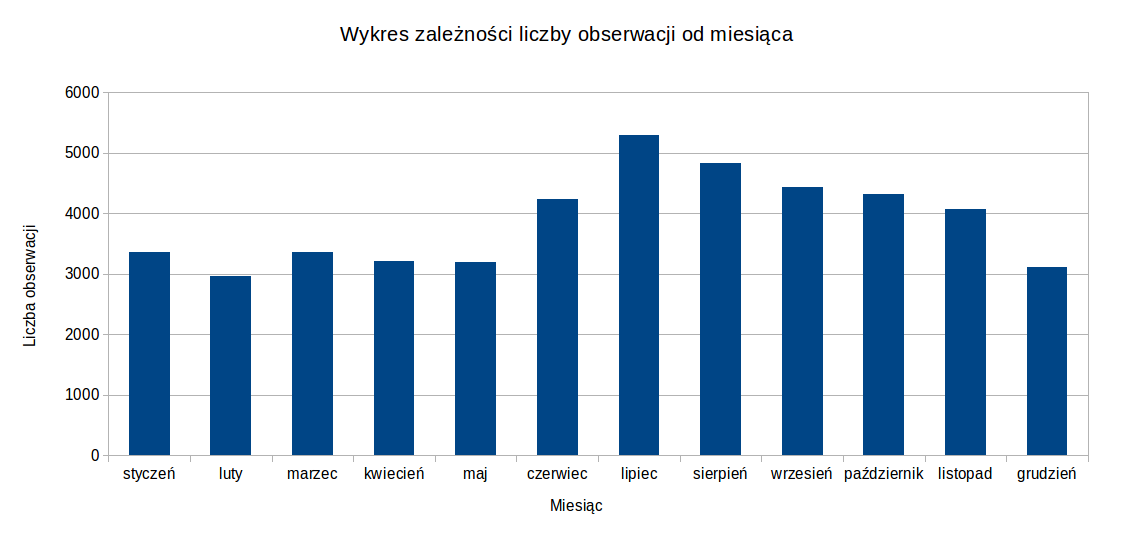 Wykres zależności liczby obserwacji od miesiąca
6000
5000
4000
3000
2000
1000
0
Liczba obserwacji
styczeń luty marzec kwiecień maj czerwiec lipiec sierpień wrzesień październik listopad grudzień
Miesiąc